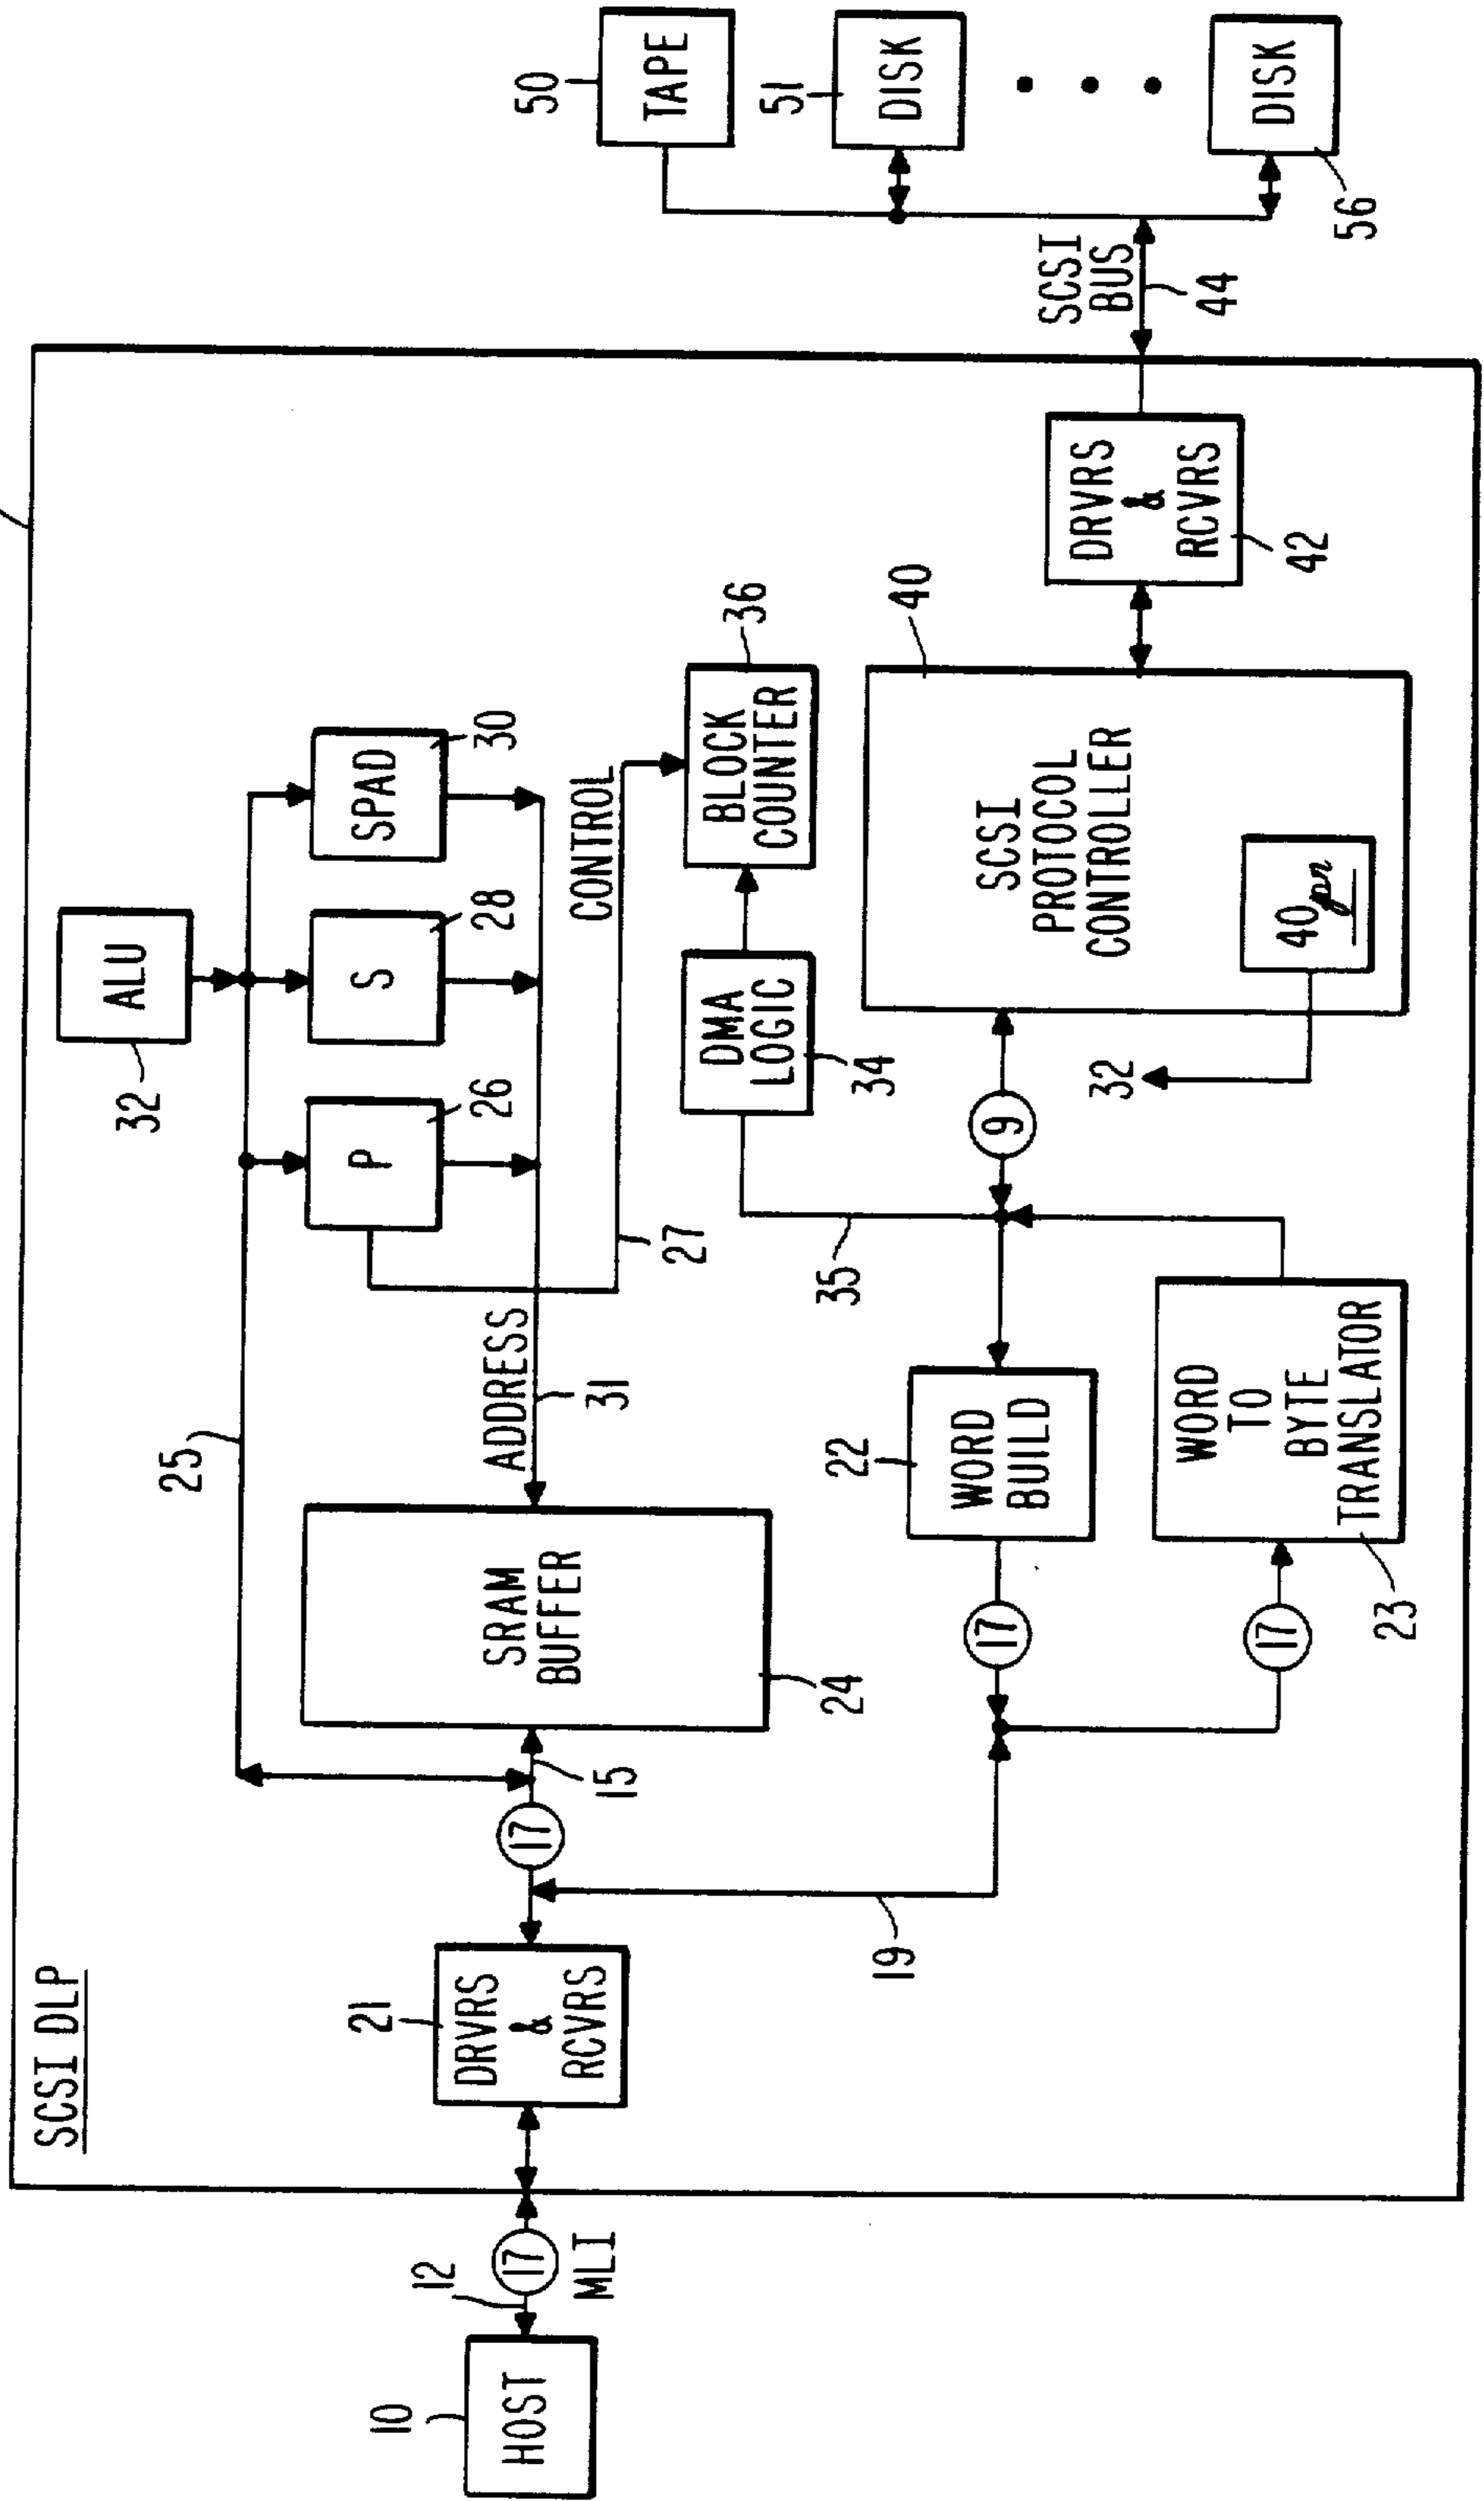 SCSI DLP
10
HOST
12
17
MLI
21
DRVRS
&
RCVRS
19
17
15
25
SRAM
BUFFER
24
ADDRESS
31
32
ALU
P
26
S
28
SPAD
30
CONTROL
27
DMA
LOGIC
34
35
BLOCK
COUNTER
36
17
22
WORD
BUILD
17
WORD
TO
BYTE
TRANSLATOR
23
9
32
SCSI
PROTOCOL
CONTROLLER
40
40
DRVRS
&
RCVRS
42
SCSI
BUS
44
50
TAPE
51
DISK
DISK
56